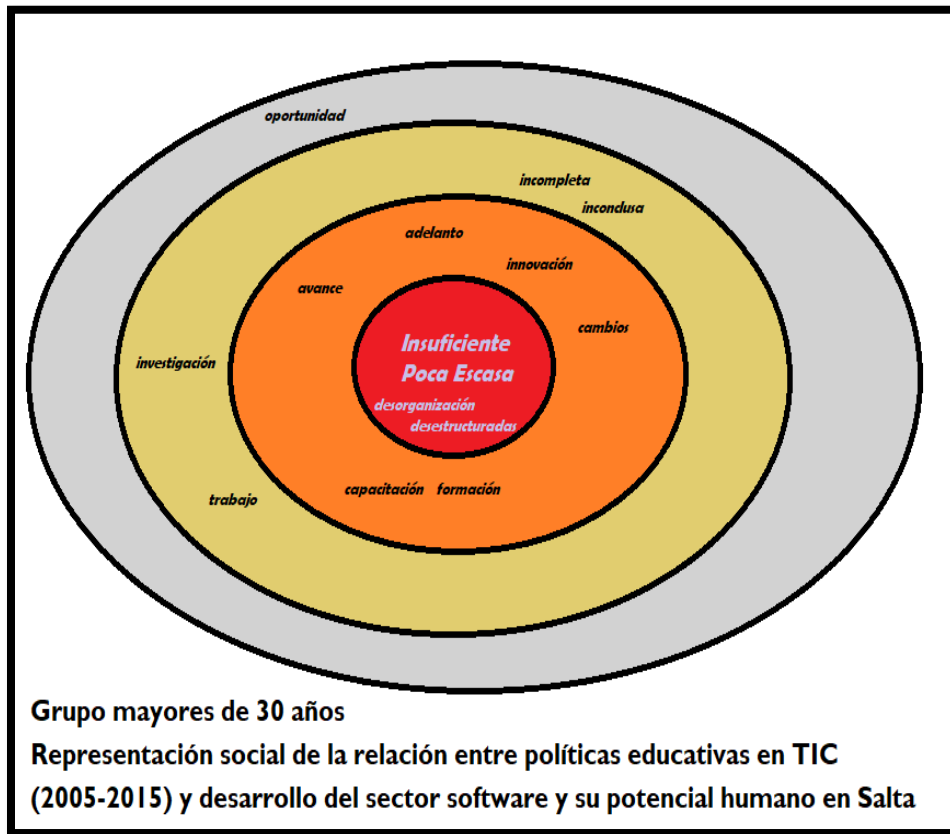 oportunidad
incompleta
inconclusa
adelanto
innovación
avance
cambios
investigación
Insuficiente
Poca Escasa
desorganización
desestructuradas
capacitación formación
trabajo
Grupo mayores de 30 años
Representación social de la relación entre políticas educativas en TIC
(2005-2015) y desarrollo del sector software y su potencial humano en Salta